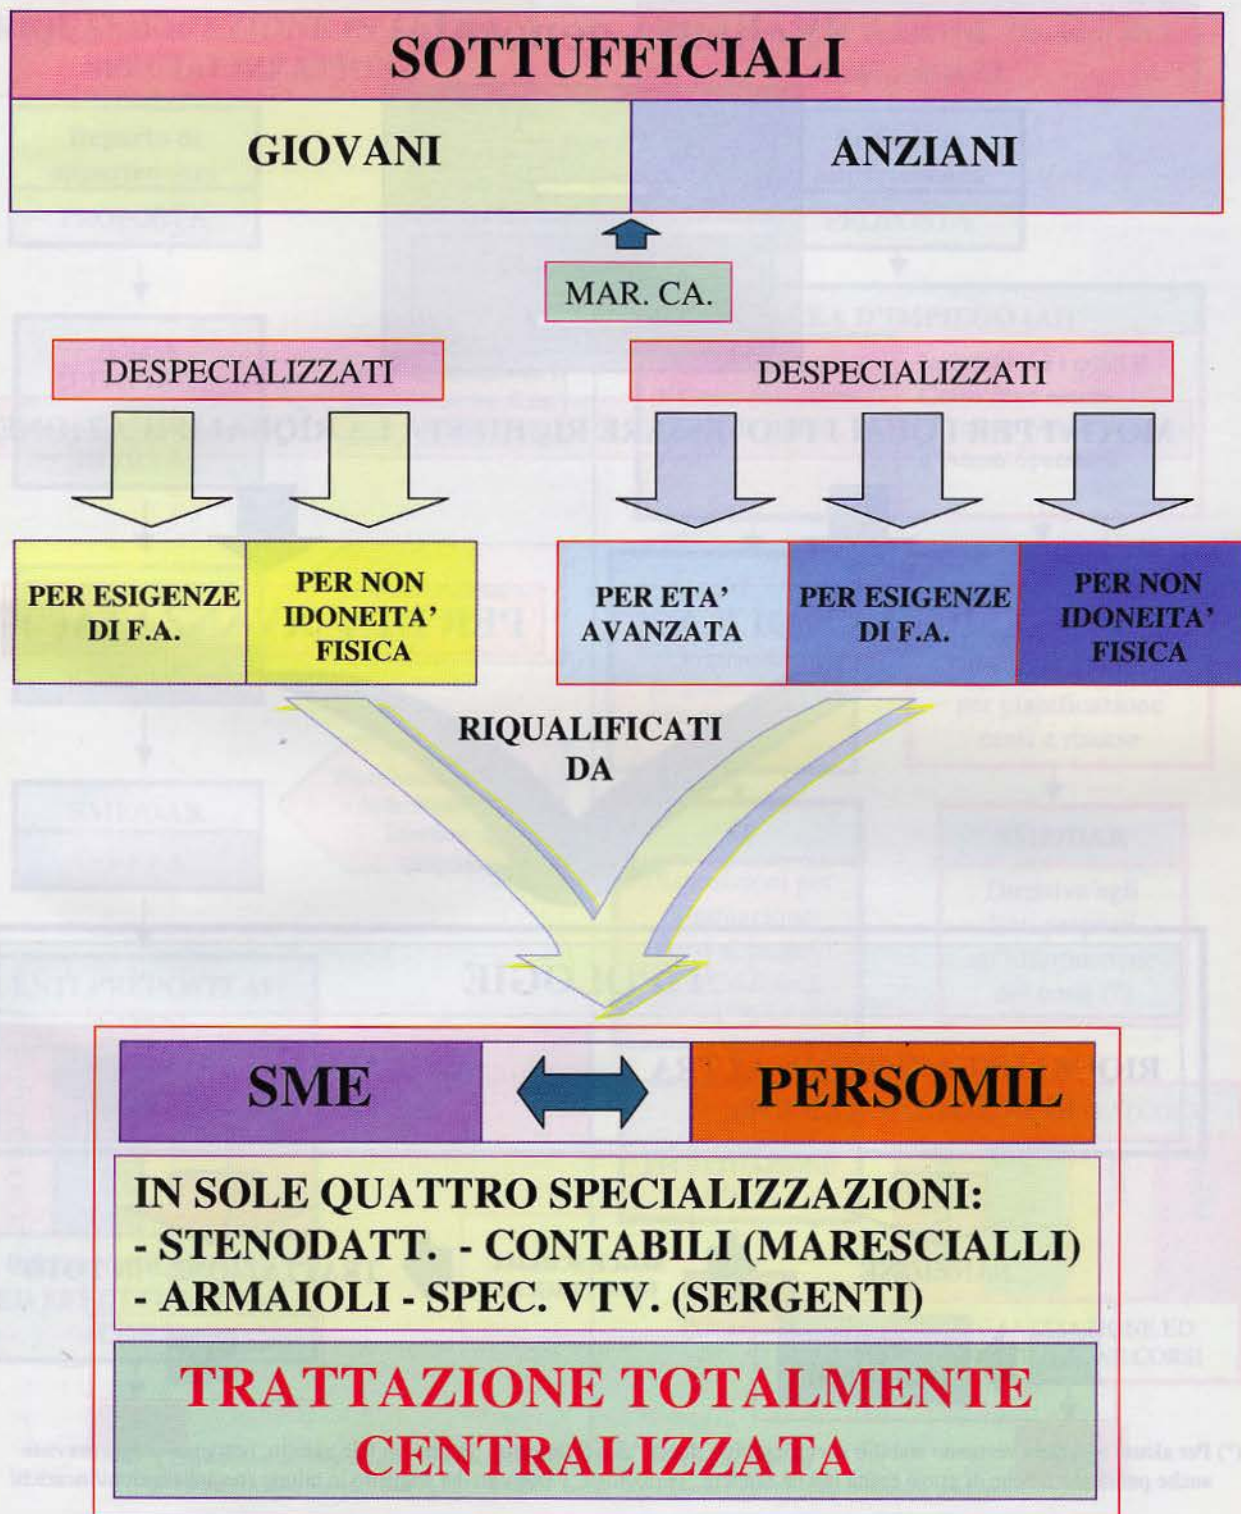 SOTTUFFICIALI
GIOVANI
ANZIANI
MAR. CA.
DESPECIALIZZATI
DESPECIALIZZATI
PER ESIGENZE
DI F.A.
PER NON
IDONEITA'
FISICA
PER ETA'
AVANZATA
PER ESIGENZE
DI F.A.
PER NON
IDONEITA'
FISICA
RIQUALIFICATI
DA
SME
PERSOMIL
IN SOLE QUATTRO SPECIALIZZAZIONI:
- STENODATT. - CONTABILI (MARESCIALLI)
- ARMAIOLI - SPEC. VTV. (SERGENTI)
TRATTAZIONE TOTALMENTE
CENTRALIZZATA